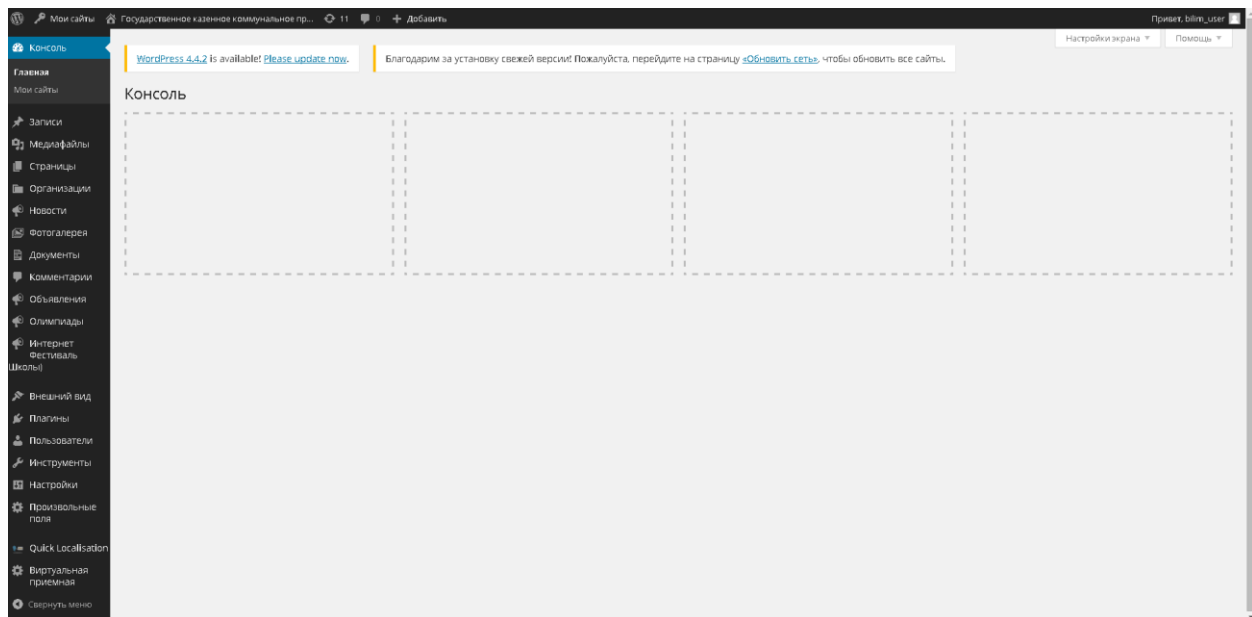 Мои сайты Государственное казенное коммунальное пр... 11 0 + Добавить Привет, bilim_user
Настройки экрана Помощь
WordPress 4.4.2 is available! Please update now.
Благодарим за установку свежей версии! Пожалуйста, перейдите на страницу «Обновить сеть», чтобы обновить все сайты.
Консоль
Консоль
Главная
Мои сайты
Записи
Медиафайлы
Страницы
Организации
Новости
Фотогалерея
Документы
Комментарии
Объявления
Олимпиады
Интернет
Фестиваль
Школы)
Внешний вид
Плагины
Пользователи
Инструменты
Настройки
Произвольные
поля
Quick Localisation
Виртуальная
приемная
Свернуть меню